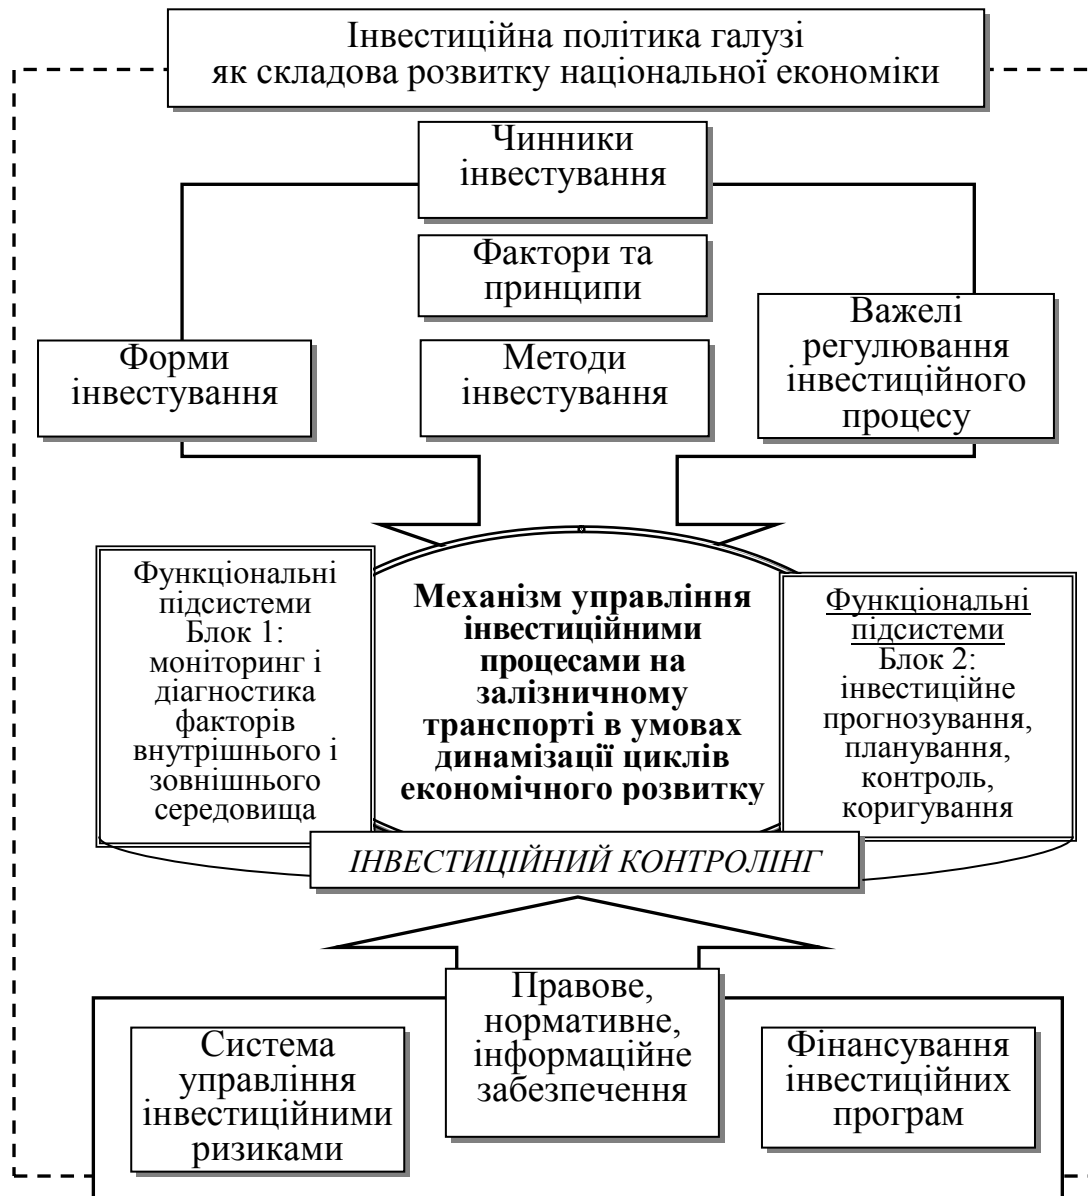 Інвестиційна політика галузі
як складова розвитку національної економіки
Чинники
інвестування
Фактори та
принципи
Форми
інвестування
Методи
інвестування
Важелі
регулювання
інвестиційного
процесу
Функціональні
підсистеми
Блок 1:
моніторинг і
діагностика
факторів
внутрішнього і
зовнішнього
середовища
Механізм управління
інвестиційними
процесами на
залізничному
транспорті в умовах
динамізації циклів
економічного розвитку
Функціональні
підсистеми
Блок 2:
інвестиційне
прогнозування,
планування,
контроль,
коригування
ІНВЕСТИЦІЙНИЙ КОНТРОЛІНГ
Система
управління
інвестиційними
ризиками
Правове,
нормативне,
інформаційне
забезпечення
Фінансування
інвестиційних
програм